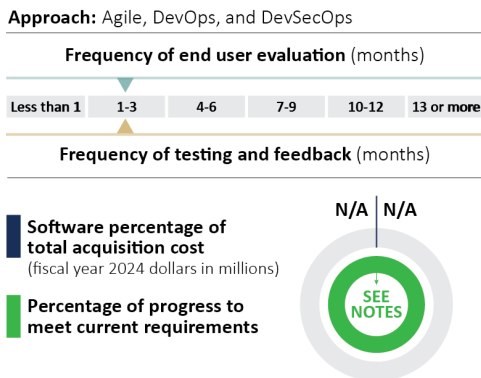 Approach: Agile, DevOps, and DevSecOps
Frequency of end user evaluation (months)
Less than 1 1-3 4-6 7-9 10-12 13 or more
Frequency of testing and feedback (months)
N/A N/A
Software percentage of
total acquisition cost
(fiscal year 2024 dollars in millions)
Percentage of progress to
meet current requirements
SEE
NOTES